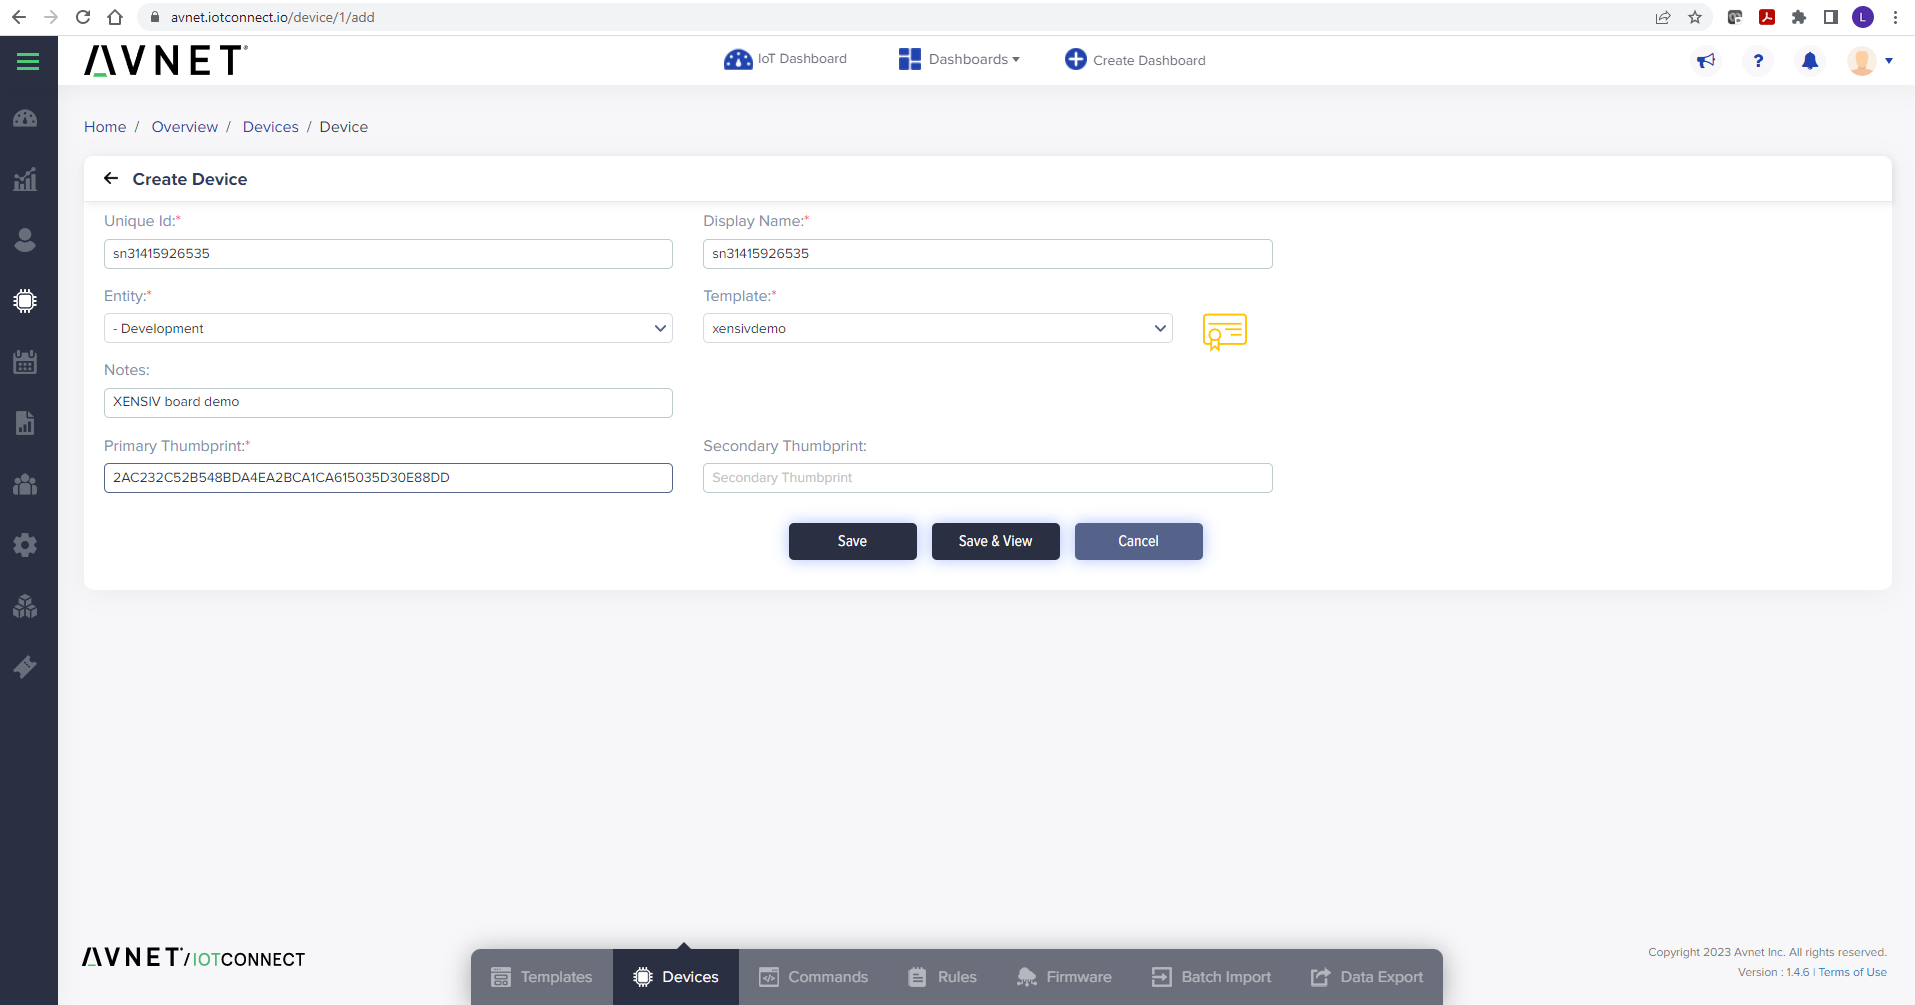 avnet.iotconnect.io/device/1/add
L
AVNET
IoT Dashboard
Dashboards
Create Dashboard
?
Home / Overview / Devices / Device
Create Device
Unique Id:*
Display Name:*
sn31415926535
sn31415926535
Entity:*
Template:*
- Development
xensivdemo
Notes:
XENSIV board demo
Primary Thumbprint:*
Secondary Thumbprint:
2AC232C52B548BDA4EA2BCA1CA615035D30E88DD
Secondary Thumbprint
Save
Save & View
Cancel
AVNET / IOTCONNECT
Templates
Devices
Commands
Rules
Firmware
Batch Import
Data Export
Copyright 2023 Avnet Inc. All rights reserved.
Version : 1.4.6 | Terms of Use